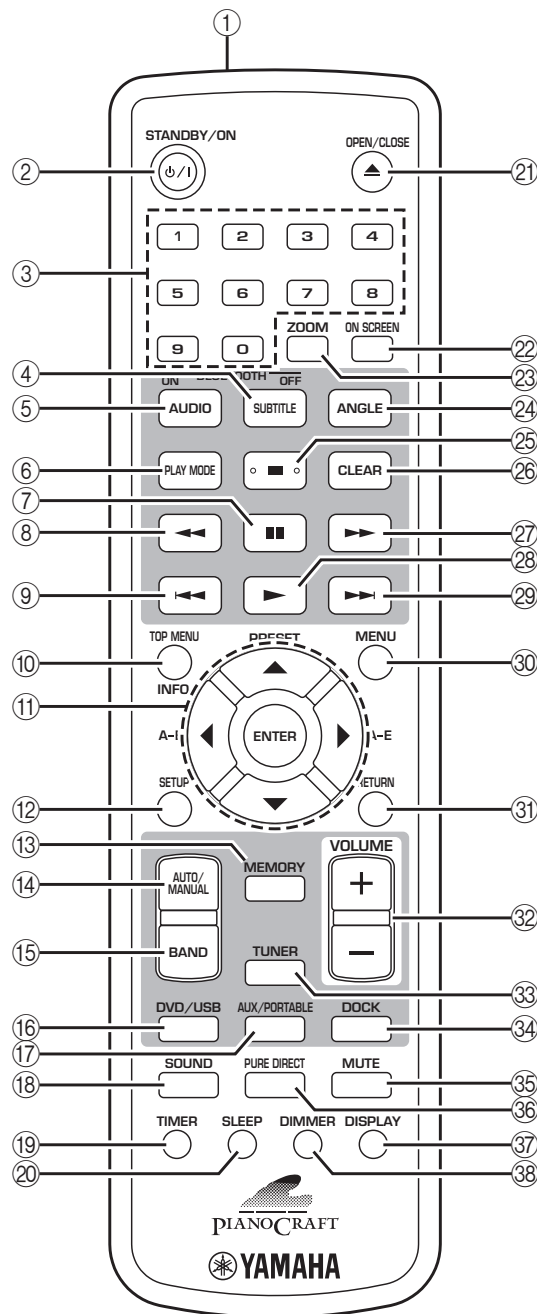 ①
STANDBY/ON OPEN/CLOSE
② ⏻/I ㉑
1 2 3 4
③
5 6 7 8
9 0 ZOOM ON SCREEN
㉒
④ ㉓
ON OFF
⑤ AUDIO SUBTITLE ANGLE ㉔
㉕
⑥ PLAY MODE CLEAR ㉖
⑦
⑧ ㉗
㉘
⑨ ㉙
TOP MENU PRESET MENU
⑩ ㉚
INFO
⑪
ENTER A-E
SETUP RETURN
⑫ ㉛
⑬ VOLUME
MEMORY
⑭ AUTO/MANUAL +
㉜
⑮ BAND TUNER −
㉝
DVD/USB AUX/PORTABLE DOCK
⑯ ㉞
⑰
SOUND PURE DIRECT MUTE
⑱ ㉟
㊱
TIMER SLEEP DIMMER DISPLAY
⑲ ㊲
⑳ ㊳
PIANOCRAFT
YAMAHA